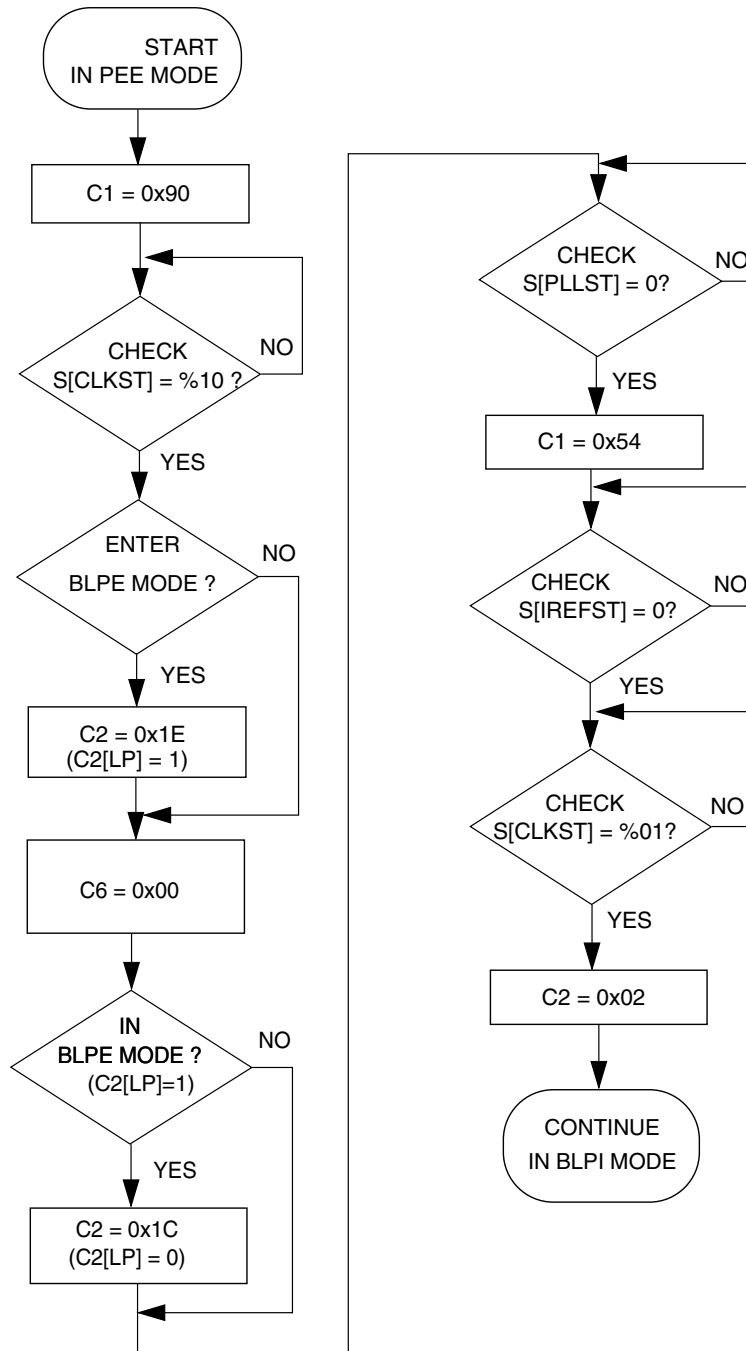 START
IN PEE MODE
C1 = 0x90
CHECK
S[CLKST] = %10 ?
NO
YES
ENTER
BLPE MODE ?
NO
YES
C2 = 0x1E
(C2[LP] = 1)
C6 = 0x00
IN
BLPE MODE ?
(C2[LP]=1)
NO
YES
C2 = 0x1C
(C2[LP] = 0)
CHECK
S[PLLST] = 0?
NO
YES
C1 = 0x54
CHECK
S[IREFST] = 0?
NO
YES
CHECK
S[CLKST] = %01?
NO
YES
C2 = 0x02
CONTINUE
IN BLPI MODE